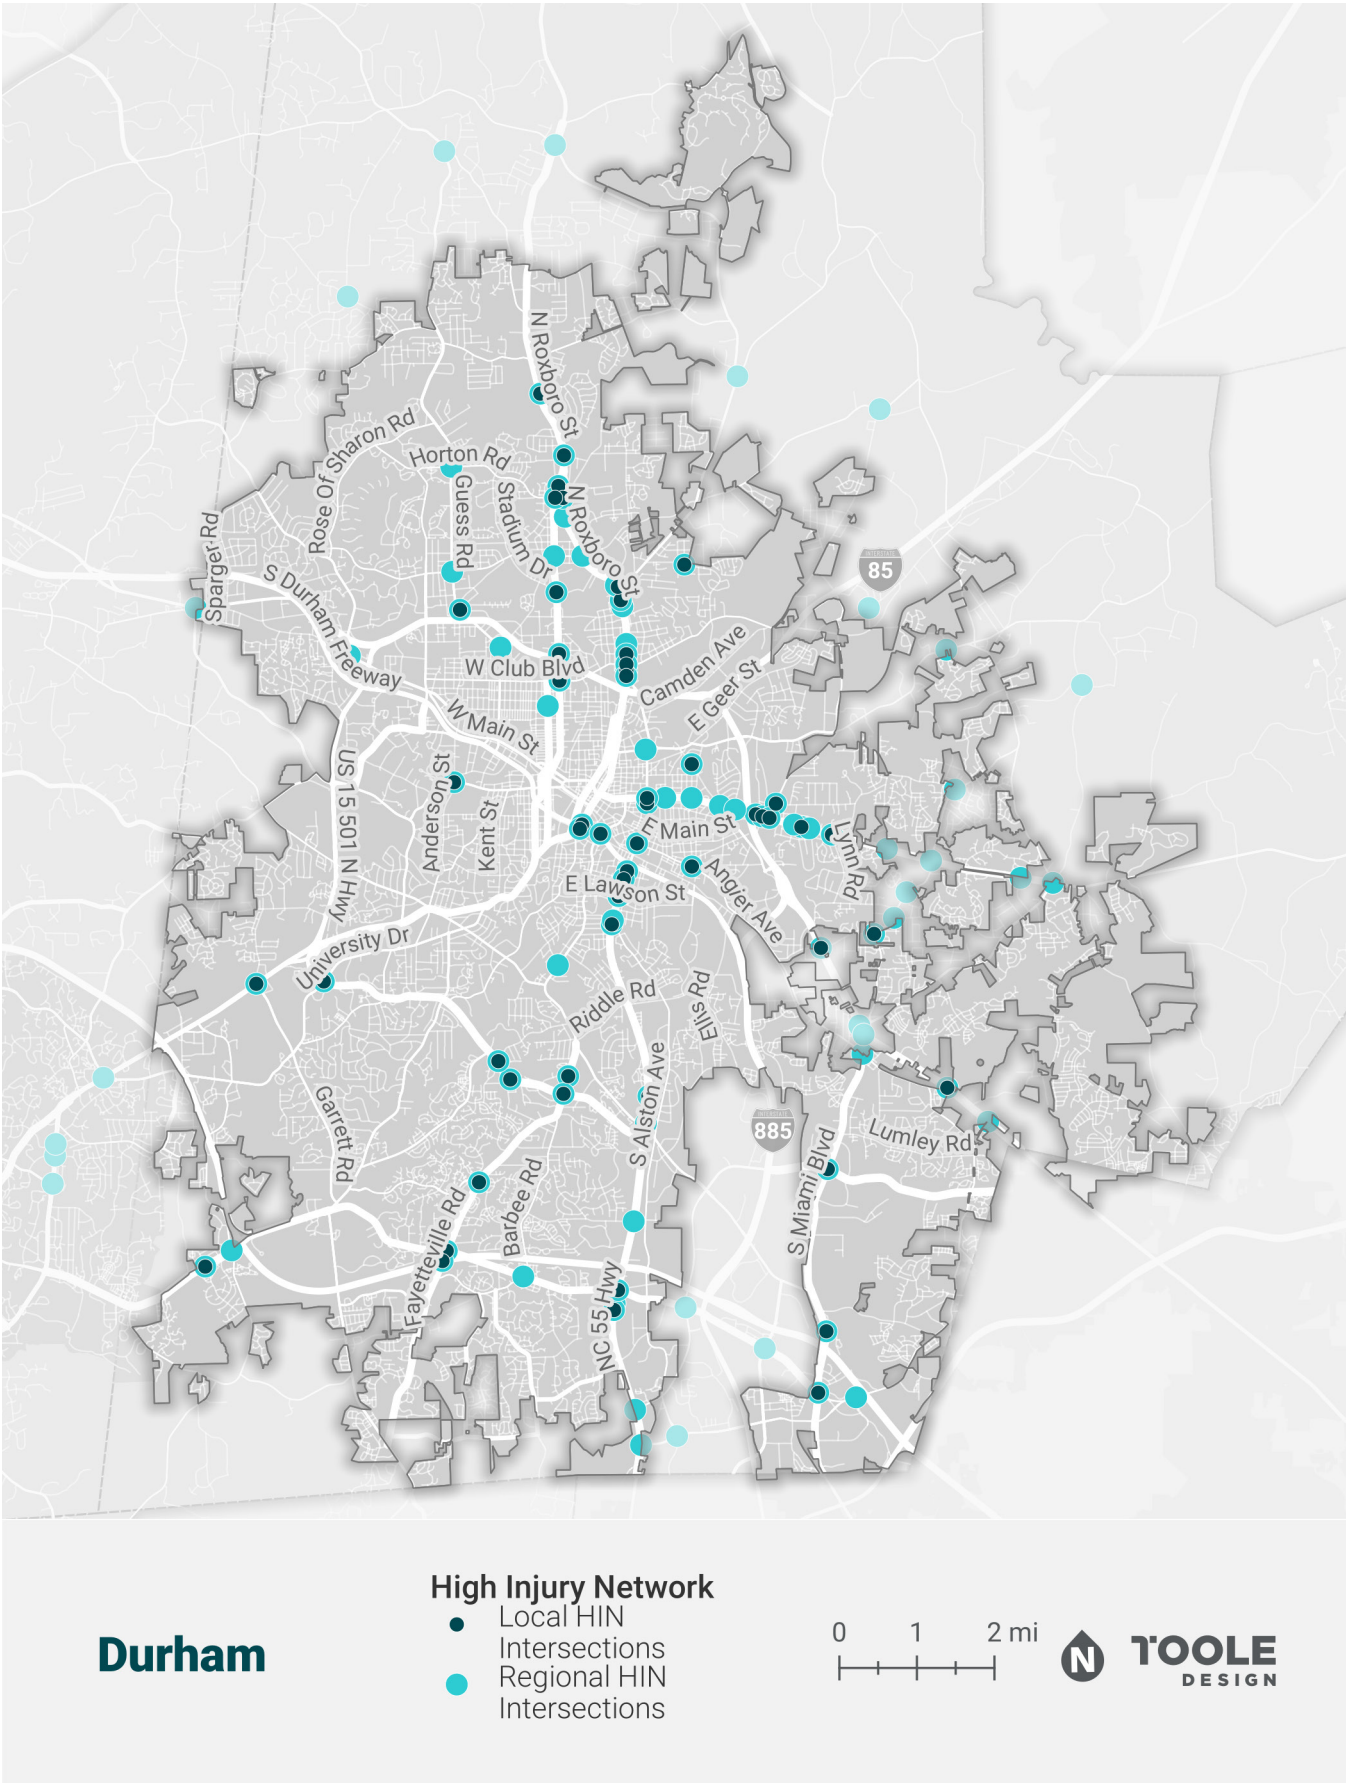 N Roxboro St
Rose Of Sharon Rd
Horton Rd
Guess Rd
Stadium Dr
N Roxboro St
Sparger Rd
S Durham Freeway
INTERSTATE
85
W Club Blvd
Camden Ave
E Geer St
W Main St
US 15 501 N Hwy
Anderson St
Kent St
E Main St
Lynn Rd
E Lawson St
Angier Ave
University Dr
Riddle Rd
Ellis Rd
S Alston Ave
Garrett Rd
INTERSTATE
885
Lumley Rd
S Miami Blvd
Barbee Rd
Fayetteville Rd
NC 55 Hwy
High Injury Network
Local HIN
Intersections
Regional HIN
Intersections
Durham
0 1 2 mi
N
TOOLE
DESIGN